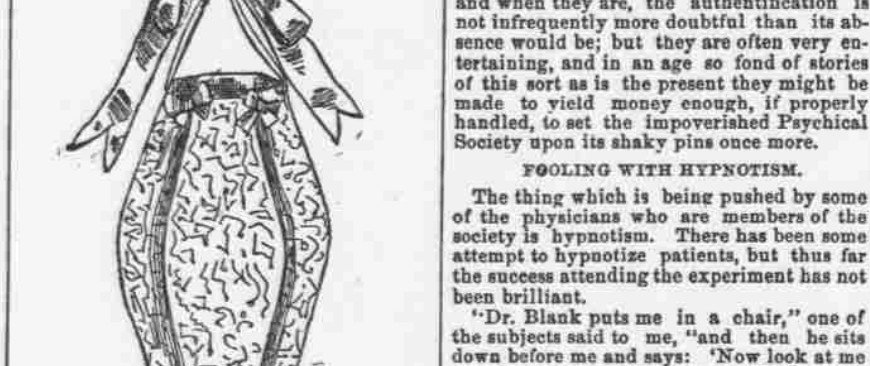 and when they are, the authentication is
not infrequently more doubtful than its ab-
sence would be; but they are often very en-
tertaining, and in an age so fond of stories
of this sort as is the present they might be
made to yield money enough, if properly
handled, to set the impoverished Psychical
Society upon its shaky pins once more.
FOOLING WITH HYPNOTISM.
The thing which is being pushed by some
of the physicians who are members of the
society is hypnotism. There has been some
attempt to hypnotize patients, but thus far
the success attending the experiment has not
been brilliant.
"Dr. Blank puts me in a chair," one of
the subjects said to me, "and then he sits
down before me and says: 'Now look at me